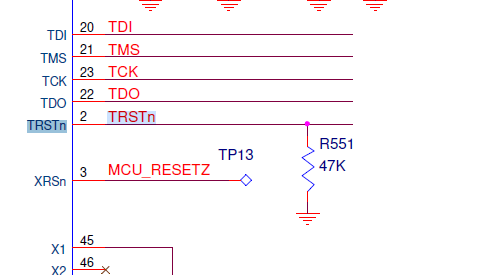 TDI 20 TDI
TMS 21 TMS
TCK 23 TCK
TDO 22 TDO
TRSTn 2 TRSTn
R551
47K
TP13
XRSn 3 MCU_RESETZ
X1 45
X2 46